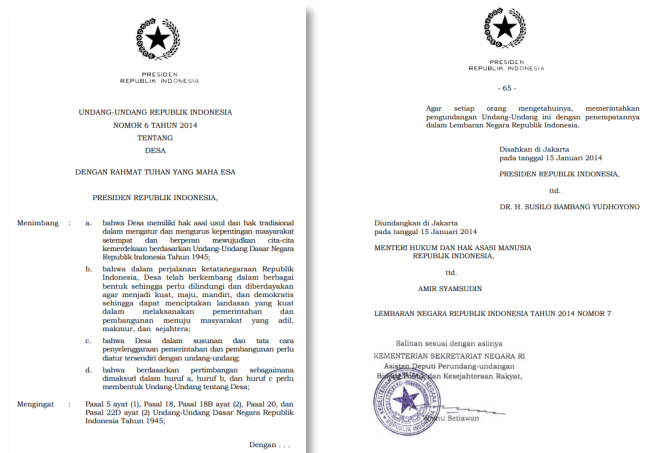 PRESIDEN
REPUBLIK INDONESIA
UNDANG-UNDANG REPUBLIK INDONESIA
NOMOR 6 TAHUN 2014
TENTANG
DESA
DENGAN RAHMAT TUHAN YANG MAHA ESA
PRESIDEN REPUBLIK INDONESIA,
Menimbang : a. bahwa Desa memiliki hak asal usul dan hak tradisional
dalam mengatur dan mengurus kepentingan masyarakat
setempat dan berperan mewujudkan cita-cita
kemerdekaan berdasarkan Undang-Undang Dasar Negara
Republik Indonesia Tahun 1945;
b. bahwa dalam perjalanan ketatanegaraan Republik
Indonesia, Desa telah berkembang dalam berbagai
bentuk sehingga perlu dilindungi dan diberdayakan
agar menjadi kuat, maju, mandiri, dan demokratis
sehingga dapat menciptakan landasan yang kuat
dalam melaksanakan pemerintahan dan
pembangunan menuju masyarakat yang adil,
makmur, dan sejahtera;
c. bahwa Desa dalam susunan dan tata cara
penyelenggaraan pemerintahan dan pembangunan perlu
diatur tersendiri dengan undang-undang;
d. bahwa berdasarkan pertimbangan sebagaimana
dimaksud dalam huruf a, huruf b, dan huruf c perlu
membentuk Undang-Undang tentang Desa;
Mengingat : Pasal 5 ayat (1), Pasal 18, Pasal 18B ayat (2), Pasal 20, dan
Pasal 22D ayat (2) Undang-Undang Dasar Negara Republik
Indonesia Tahun 1945;
Dengan . . .
PRESIDEN
REPUBLIK INDONESIA
- 65 -
Agar setiap orang mengetahuinya, memerintahkan
pengundangan Undang-Undang ini dengan penempatannya
dalam Lembaran Negara Republik Indonesia.
Disahkan di Jakarta
pada tanggal 15 Januari 2014
PRESIDEN REPUBLIK INDONESIA,
ttd.
DR. H. SUSILO BAMBANG YUDHOYONO
Diundangkan di Jakarta
pada tanggal 15 Januari 2014
MENTERI HUKUM DAN HAK ASASI MANUSIA
REPUBLIK INDONESIA,
ttd.
AMIR SYAMSUDIN
LEMBARAN NEGARA REPUBLIK INDONESIA TAHUN 2014 NOMOR 7
Salinan sesuai dengan aslinya
KEMENTERIAN SEKRETARIAT NEGARA RI
Asisten Deputi Perundang-undangan
dan Kesejahteraan Rakyat,
Setiawan